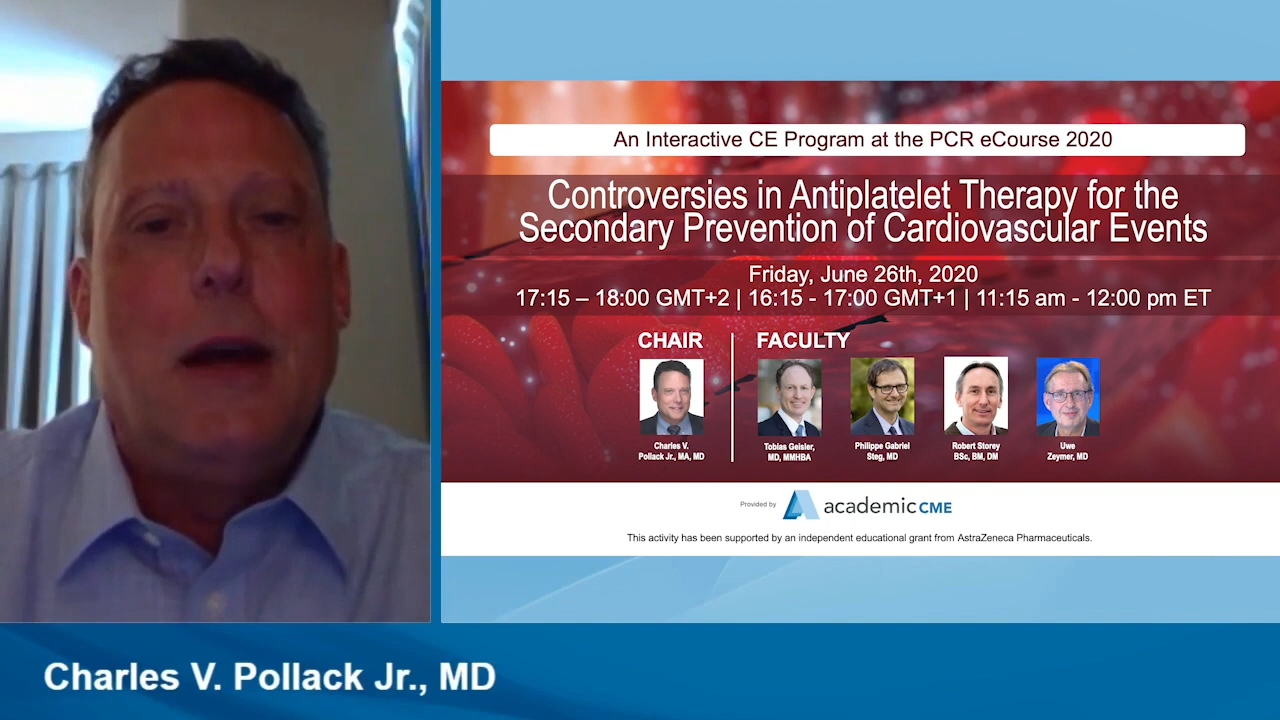 An Interactive CE Program at the PCR eCourse 2020
Controversies in Antiplatelet Therapy for the
Secondary Prevention of Cardiovascular Events
Friday, June 26th, 2020
17:15 – 18:00 GMT+2 | 16:15 - 17:00 GMT+1 | 11:15 am - 12:00 pm ET
CHAIR
FACULTY
Charles V.
Pollack Jr., MA, MD
Tobias Geisler,
MD, MMHBA
Philippe Gabriel
Steg, MD
Robert Storey
BSc, BM, DM
Uwe
Zeymer, MD
Provided by
academicCME
This activity has been supported by an independent educational grant from AstraZeneca Pharmaceuticals.
Charles V. Pollack Jr., MD